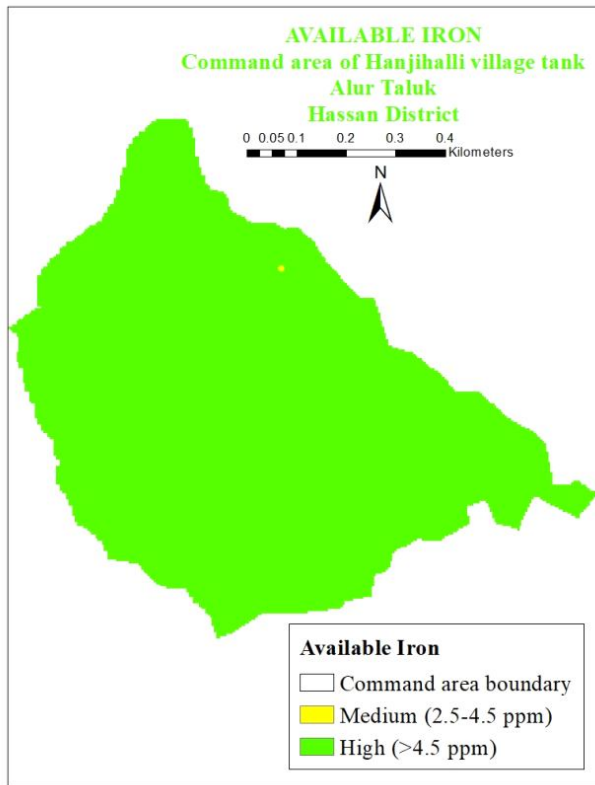 AVAILABLE IRON
Command area of Hanjihalli village tank
Alur Taluk
Hassan District
0 0.05 0.1 0.2 0.3 0.4
Kilometers
N
Available Iron
Command area boundary
Medium (2.5-4.5 ppm)
High (>4.5 ppm)